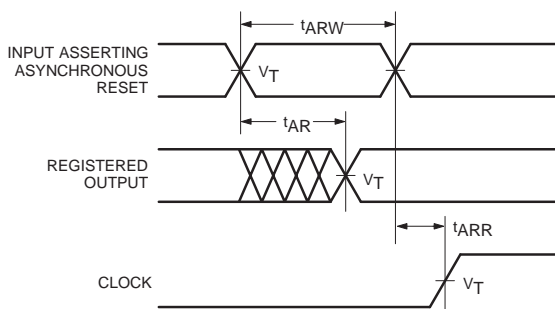 tARW
INPUT ASSERTING
ASYNCHRONOUS
RESET
VT
tAR
REGISTERED
OUTPUT
VT
tARR
CLOCK
VT